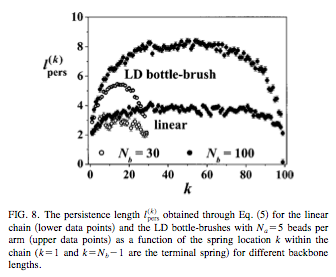 10
l(k)pers
8
6
4
2
0
LD bottle-brush
linear
○ Nb = 30 ● Nb = 100
0 20 40 60 80 100
k
FIG. 8. The persistence length l(k)pers obtained through Eq. (5) for the linear
chain (lower data points) and the LD bottle-brushes with Na=5 beads per
arm (upper data points) as a function of the spring location k within the
chain (k=1 and k=Nb−1 are the terminal spring) for different backbone
lengths.